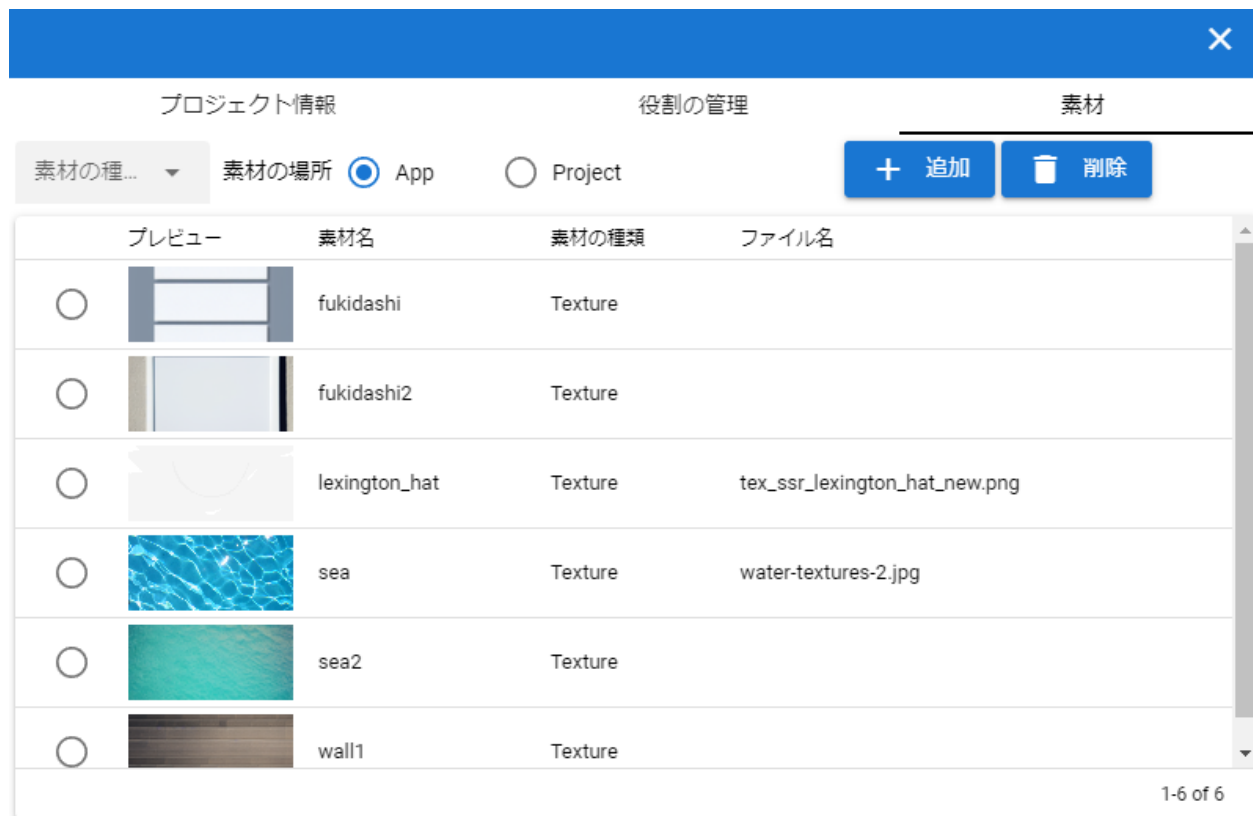 プロジェクト情報 役割の管理 素材
素材の種... 素材の場所 App Project 追加 削除
プレビュー 素材名 素材の種類 ファイル名
fukidashi Texture
fukidashi2 Texture
lexington_hat Texture tex_ssr_lexington_hat_new.png
sea Texture water-textures-2.jpg
sea2 Texture
wall1 Texture
1-6 of 6